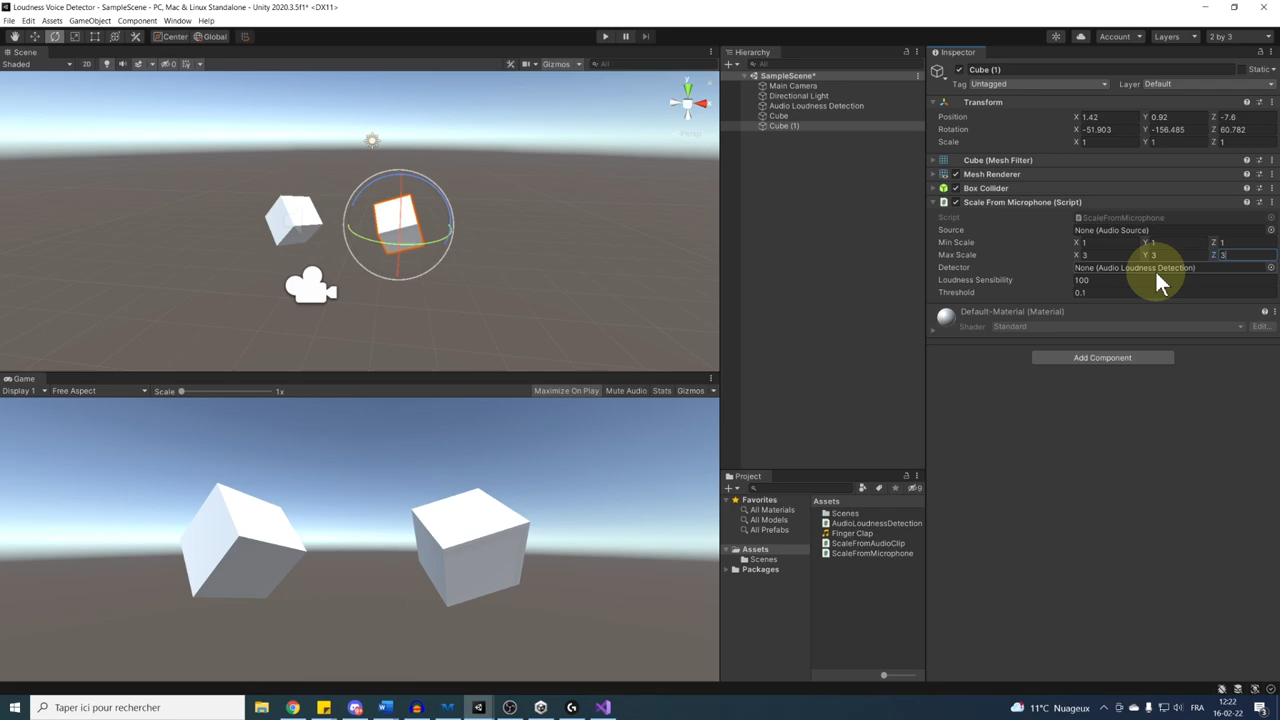 Loudness Voice Detector - SampleScene - PC, Mac & Linux Standalone - Unity 2020.3.5f1* <DX11>
File Edit Assets GameObject Component Window Help
Center Global
Account Layers 2 by 3
Scene
Shaded 2D 0 Gizmos All
y
Persp
Game
Display 1 Free Aspect Scale 1x Maximize On Play Mute Audio Stats Gizmos
Hierarchy
All
SampleScene*
Main Camera
Directional Light
Audio Loudness Detection
Cube
Cube (1)
Project
9
Favorites
All Materials
All Models
All Prefabs
Assets
Scenes
Packages
Assets
Scenes
AudioLoudnessDetection
Finger Clap
ScaleFromAudioClip
ScaleFromMicrophone
Inspector
Cube (1) Static
Tag Untagged Layer Default
Transform
Position X 1.42 Y 0.92 Z -7.6
Rotation X -51.903 Y -156.485 Z 60.782
Scale X 1 Y 1 Z 1
Cube (Mesh Filter)
Mesh Renderer
Box Collider
Scale From Microphone (Script)
Script ScaleFromMicrophone
Source None (Audio Source)
Min Scale X 1 Y 1 Z 1
Max Scale X 3 Y 3 Z 3
Detector None (Audio Loudness Detection)
Loudness Sensibility 100
Threshold 0.1
Default-Material (Material)
Shader Standard Edit...
Add Component
Taper ici pour rechercher
11°C Nuageux
FRA
12:22
16-02-22
3